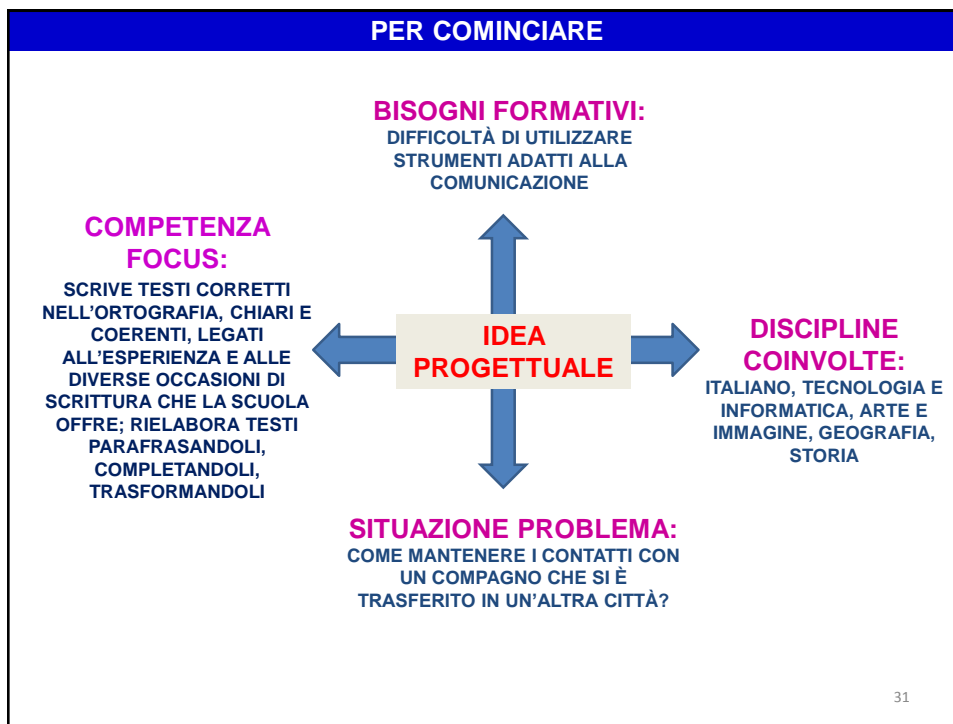 PER COMINCIARE
BISOGNI FORMATIVI:
DIFFICOLTÀ DI UTILIZZARE
STRUMENTI ADATTI ALLA
COMUNICAZIONE
COMPETENZA
FOCUS:
SCRIVE TESTI CORRETTI
NELL’ORTOGRAFIA, CHIARI E
COERENTI, LEGATI
ALL’ESPERIENZA E ALLE
DIVERSE OCCASIONI DI
SCRITTURA CHE LA SCUOLA
OFFRE; RIELABORA TESTI
PARAFRASANDOLI,
COMPLETANDOLI,
TRASFORMANDOLI
IDEA
PROGETTUALE
DISCIPLINE
COINVOLTE:
ITALIANO, TECNOLOGIA E
INFORMATICA, ARTE E
IMMAGINE, GEOGRAFIA,
STORIA
SITUAZIONE PROBLEMA:
COME MANTENERE I CONTATTI CON
UN COMPAGNO CHE SI È
TRASFERITO IN UN’ALTRA CITTÀ?
31